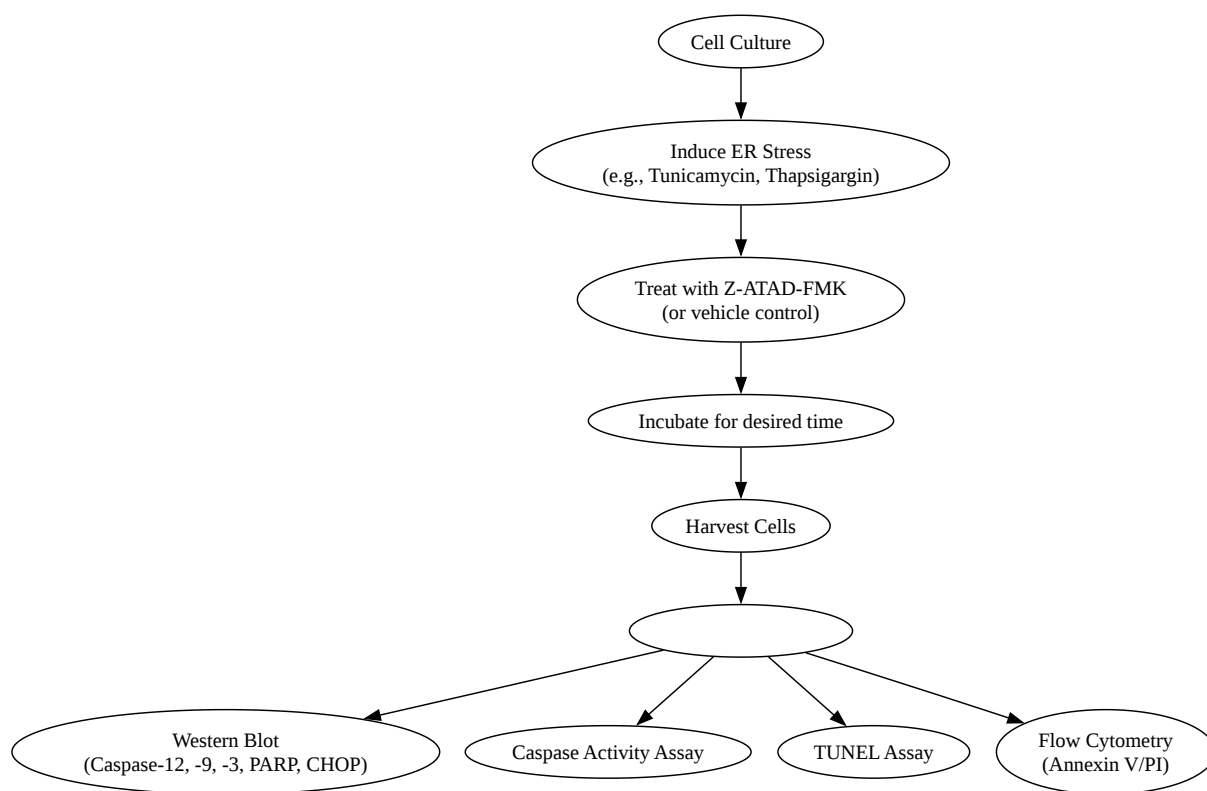 Cell Culture
Induce ER Stress
(e.g., Tunicamycin, Thapsigargin)
Treat with Z-ATAD-FMK
(or vehicle control)
Incubate for desired time
Harvest Cells
Western Blot
(Caspase-12, -9, -3, PARP, CHOP)
Caspase Activity Assay
TUNEL Assay
Flow Cytometry
(Annexin V/PI)